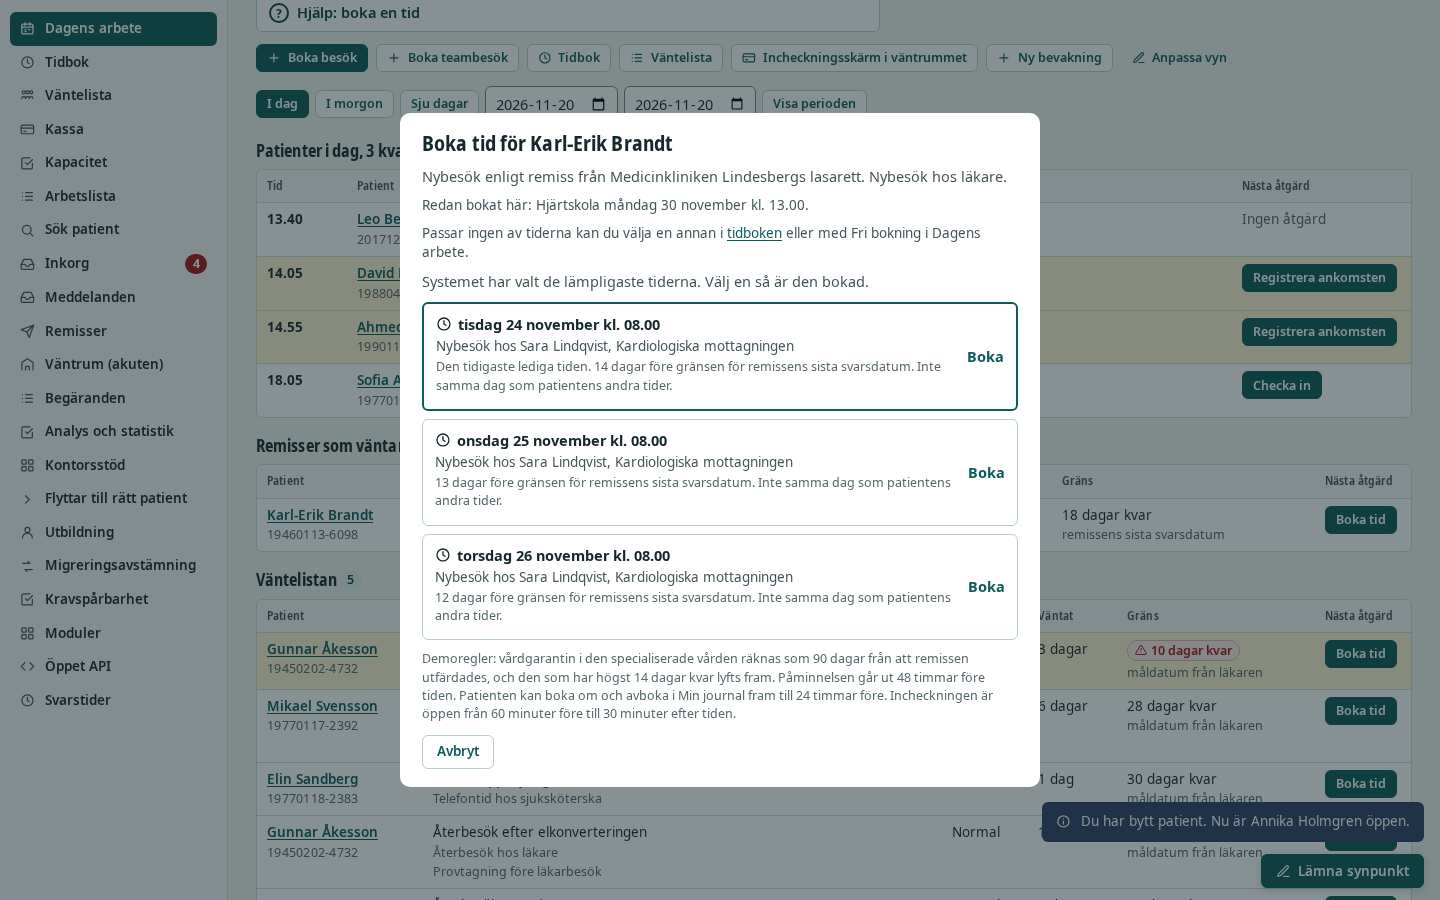 Dagens arbete
Tidbok
Väntelista
Kassa
Kapacitet
Arbetslista
Sök patient
Inkorg 4
Meddelanden
Remisser
Väntrum (akuten)
Begäranden
Analys och statistik
Kontorsstöd
Flyttar till rätt patient
Utbildning
Migreringsavstämning
Kravspårbarhet
Moduler
Öppet API
Svarstider
? Hjälp: boka en tid
Boka besök Boka teambesök Tidbok Väntelista Incheckningsskärm i väntrummet Ny bevakning Anpassa vyn
I dag I morgon Sju dagar 2026-11-20 2026-11-20 Visa perioden
Patienter i dag, 3
Tid Patient Nästa åtgärd
13.40 Leo Ingen åtgärd
201712
14.05 David Registrera ankomsten
198804
14.55 Registrera ankomsten
199011
18.05 Sofia Checka in
197701
Remisser som
Patient Gräns Nästa åtgärd
Karl-Erik Brandt 18 dagar kvar Boka tid
19460113-6098 remissens sista svarsdatum
Väntelistan 5
Patient Gräns Nästa åtgärd
Gunnar Åkesson dagar 10 dagar kvar Boka tid
19450202-4732 måldatum från läkaren
Mikael Svensson dagar 28 dagar kvar Boka tid
19770117-2392 måldatum från läkaren
Elin Sandberg 1 dag 30 dagar kvar Boka tid
19770118-2383 Telefontid hos sjuksköterska måldatum från läkaren
Gunnar Åkesson Återbesök efter elkonverteringen Normal
19450202-4732 Återbesök hos läkare måldatum från läkaren
Provtagning före läkarbesök
Boka tid för Karl-Erik Brandt
Nybesök enligt remiss från Medicinkliniken Lindesbergs lasarett. Nybesök hos läkare.
Redan bokat här: Hjärtskola måndag 30 november kl. 13.00.
Passar ingen av tiderna kan du välja en annan i tidboken eller med Fri bokning i Dagens
arbete.
Systemet har valt de lämpligaste tiderna. Välj en så är den bokad.
tisdag 24 november kl. 08.00
Nybesök hos Sara Lindqvist, Kardiologiska mottagningen
Den tidigaste lediga tiden. 14 dagar före gränsen för remissens sista svarsdatum. Inte
samma dag som patientens andra tider.
Boka
onsdag 25 november kl. 08.00
Nybesök hos Sara Lindqvist, Kardiologiska mottagningen
13 dagar före gränsen för remissens sista svarsdatum. Inte samma dag som patientens
andra tider.
Boka
torsdag 26 november kl. 08.00
Nybesök hos Sara Lindqvist, Kardiologiska mottagningen
12 dagar före gränsen för remissens sista svarsdatum. Inte samma dag som patientens
andra tider.
Boka
Demoregler: vårdgarantin i den specialiserade vården räknas som 90 dagar från att remissen
utfärdades, och den som har högst 14 dagar kvar lyfts fram. Påminnelsen går ut 48 timmar före
tiden. Patienten kan boka om och avboka i Min journal fram till 24 timmar före. Incheckningen är
öppen från 60 minuter före till 30 minuter efter tiden.
Avbryt
Du har bytt patient. Nu är Annika Holmgren öppen.
Lämna synpunkt